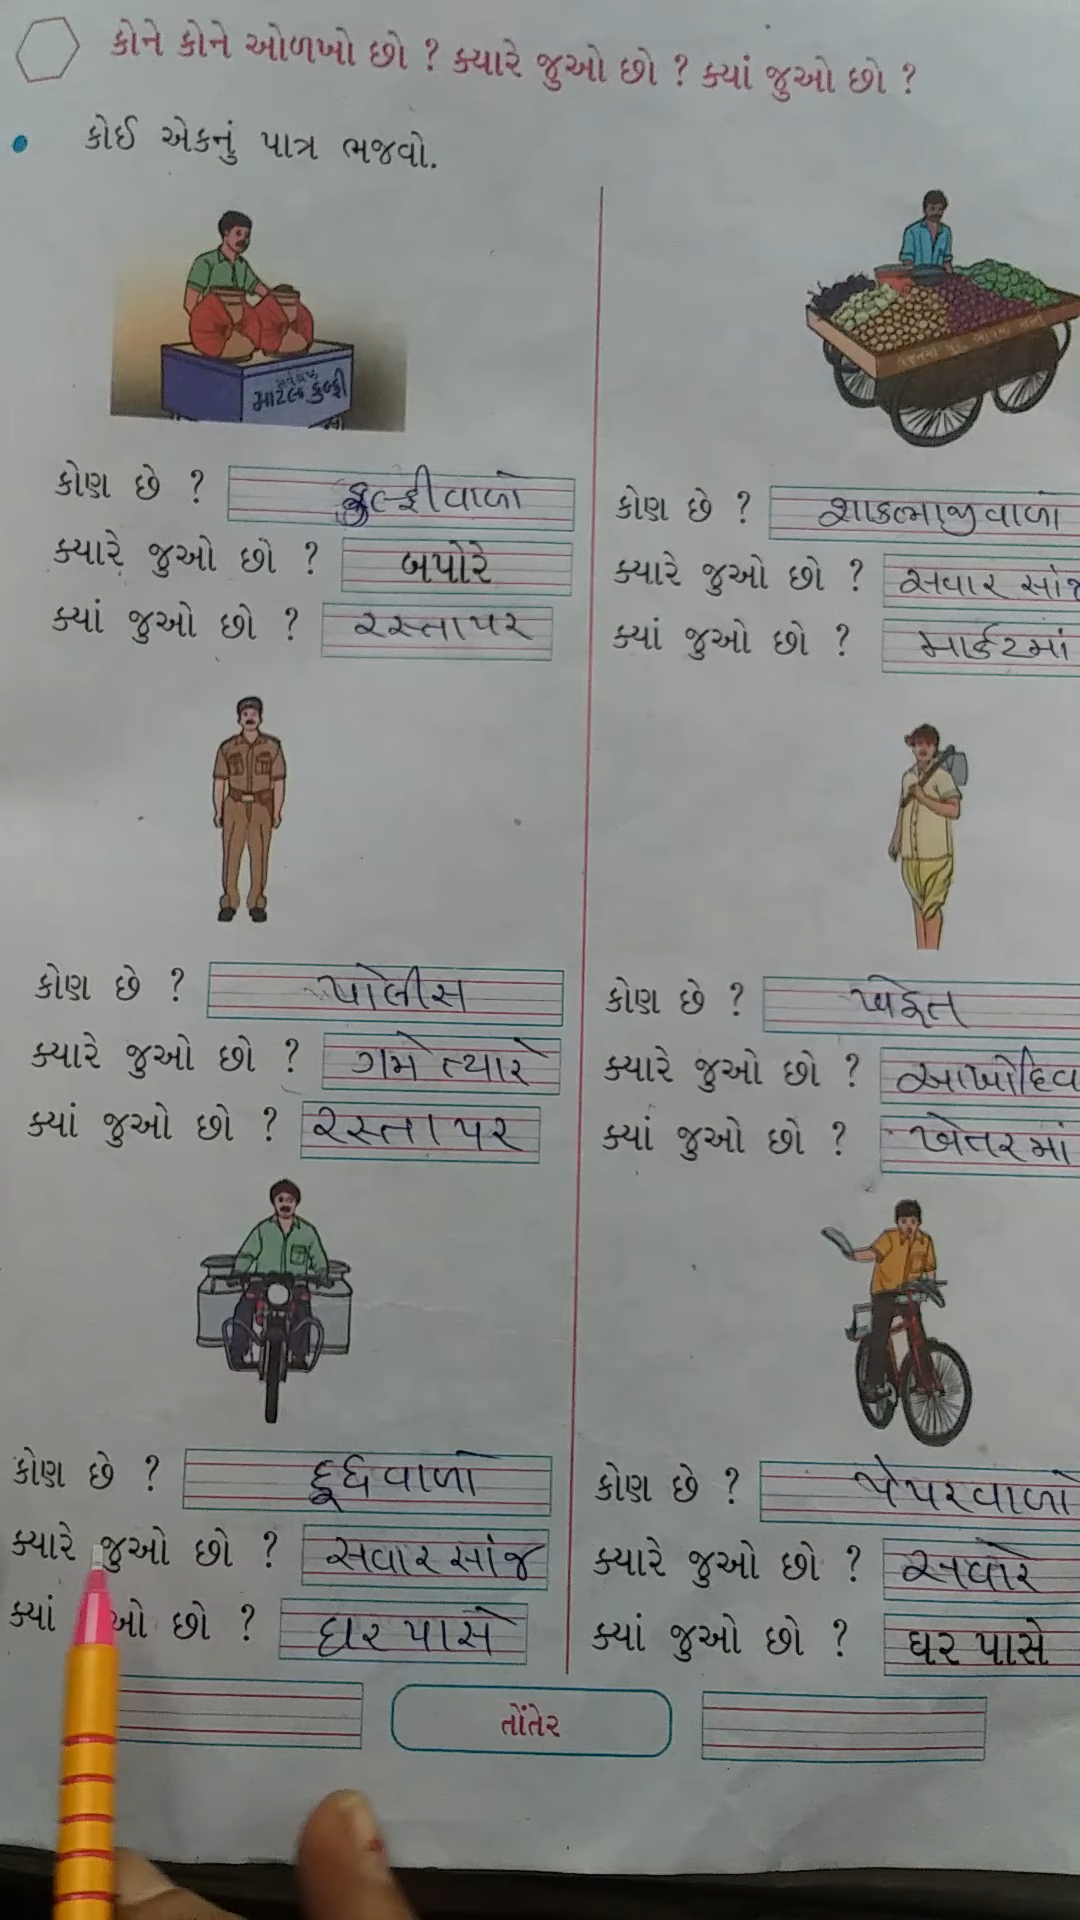 કોને કોને ઓળખો છો ? ક્યારે જુઓ છો ? ક્યાં જુઓ છો ?
કોઈ એકનું પાત્ર ભજવો.
માટલા કુલ્ફી
કોણ છે ? કુલ્ફીવાળો
ક્યારે જુઓ છો ? બપોરે
ક્યાં જુઓ છો ? રસ્તાપર
કોણ છે ? શાકભાજીવાળો
ક્યારે જુઓ છો ? સવાર સાંજ
ક્યાં જુઓ છો ? માર્કેટમાં
કોણ છે ? પોલીસ
ક્યારે જુઓ છો ? ગમે ત્યારે
ક્યાં જુઓ છો ? રસ્તા પર
કોણ છે ? ખેડૂત
ક્યારે જુઓ છો ? આખોદિવ
ક્યાં જુઓ છો ? ખેતરમાં
કોણ છે ? દૂધવાળો
ક્યારે જુઓ છો ? સવાર સાંજ
ક્યાં જુઓ છો ? ઘર પાસે
કોણ છે ? પેપરવાળો
ક્યારે જુઓ છો ? સવારે
ક્યાં જુઓ છો ? ઘર પાસે
તોંતેર